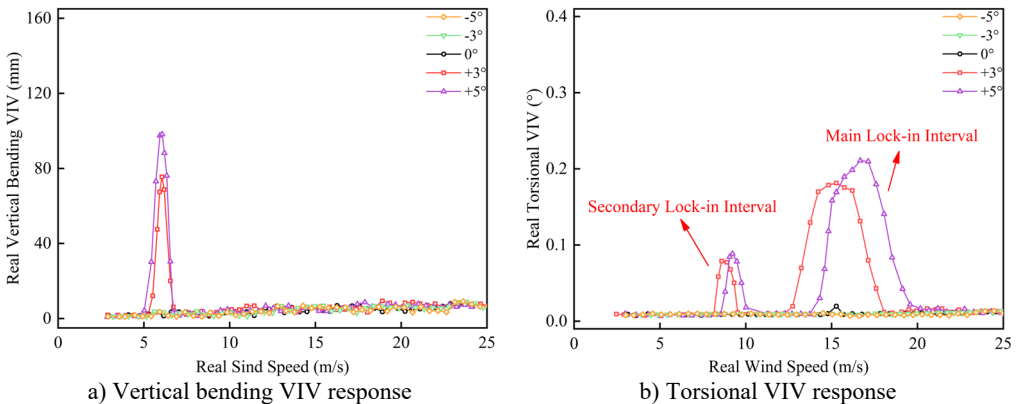 160
120
80
40
0
Real Vertical Bending VIV (mm)
0 5 10 15 20 25
Real Sind Speed (m/s)
-5°
-3°
0°
+3°
+5°
a) Vertical bending VIV response
0.4
0.3
0.2
0.1
0.0
Real Torsional VIV (°)
0 5 10 15 20 25
Real Wind Speed (m/s)
-5°
-3°
0°
+3°
+5°
Main Lock-in Interval
Secondary Lock-in Interval
b) Torsional VIV response